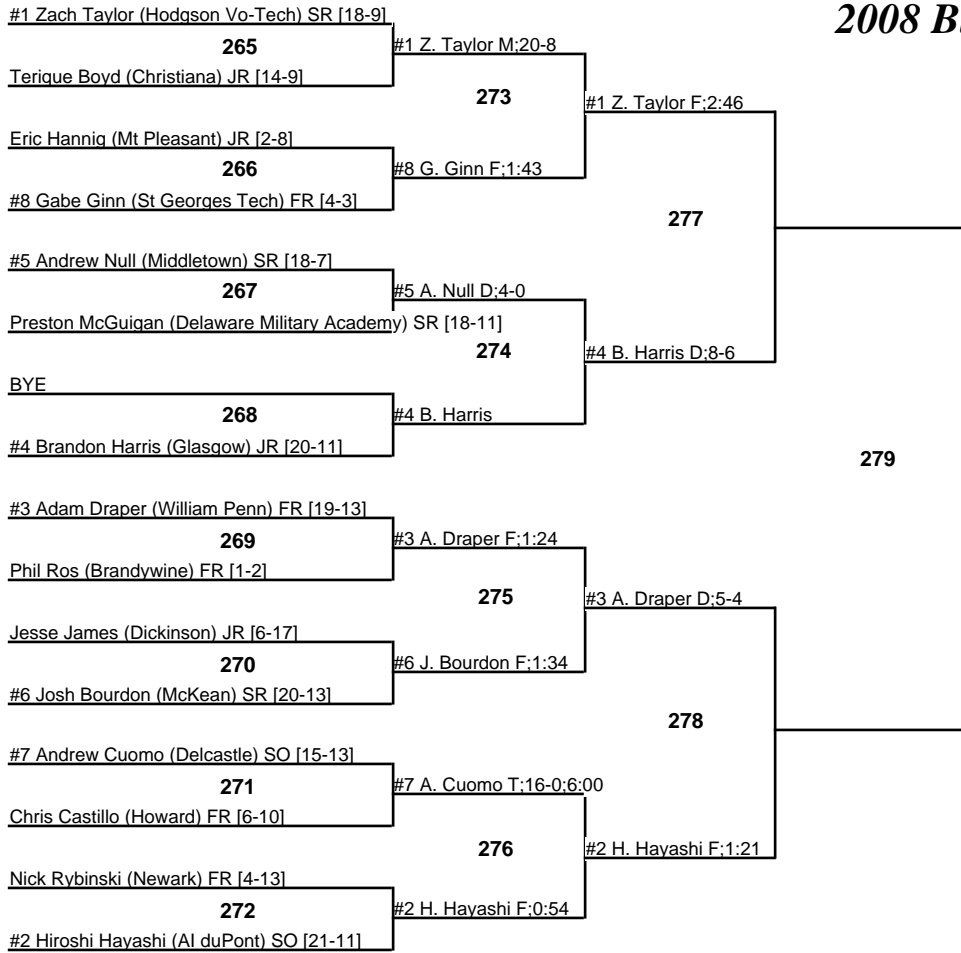 #1 Zach Taylor (Hodgson Vo-Tech) SR [18-9]
2008
265
#1 Z. Taylor M;20-8
Terique Boyd (Christiana) JR [14-9]
273
#1 Z. Taylor F;2:46
Eric Hannig (Mt Pleasant) JR [2-8]
266
#8 G. Ginn F;1:43
#8 Gabe Ginn (St Georges Tech) FR [4-3]
277
#5 Andrew Null (Middletown) SR [18-7]
267
#5 A. Null D;4-0
Preston McGuigan (Delaware Military Academy) SR [18-11]
274
#4 B. Harris D;8-6
BYE
268
#4 B. Harris
#4 Brandon Harris (Glasgow) JR [20-11]
279
#3 Adam Draper (William Penn) FR [19-13]
269
#3 A. Draper F;1:24
Phil Ros (Brandywine) FR [1-2]
275
#3 A. Draper D;5-4
Jesse James (Dickinson) JR [6-17]
270
#6 J. Bourdon F;1:34
#6 Josh Bourdon (McKean) SR [20-13]
278
#7 Andrew Cuomo (Delcastle) SO [15-13]
271
#7 A. Cuomo T;16-0;6:00
Chris Castillo (Howard) FR [6-10]
276
#2 H. Hayashi F;1:21
Nick Rybinski (Newark) FR [4-13]
272
#2 H. Hayashi F;0:54
#2 Hiroshi Hayashi (AI duPont) SO [21-11]